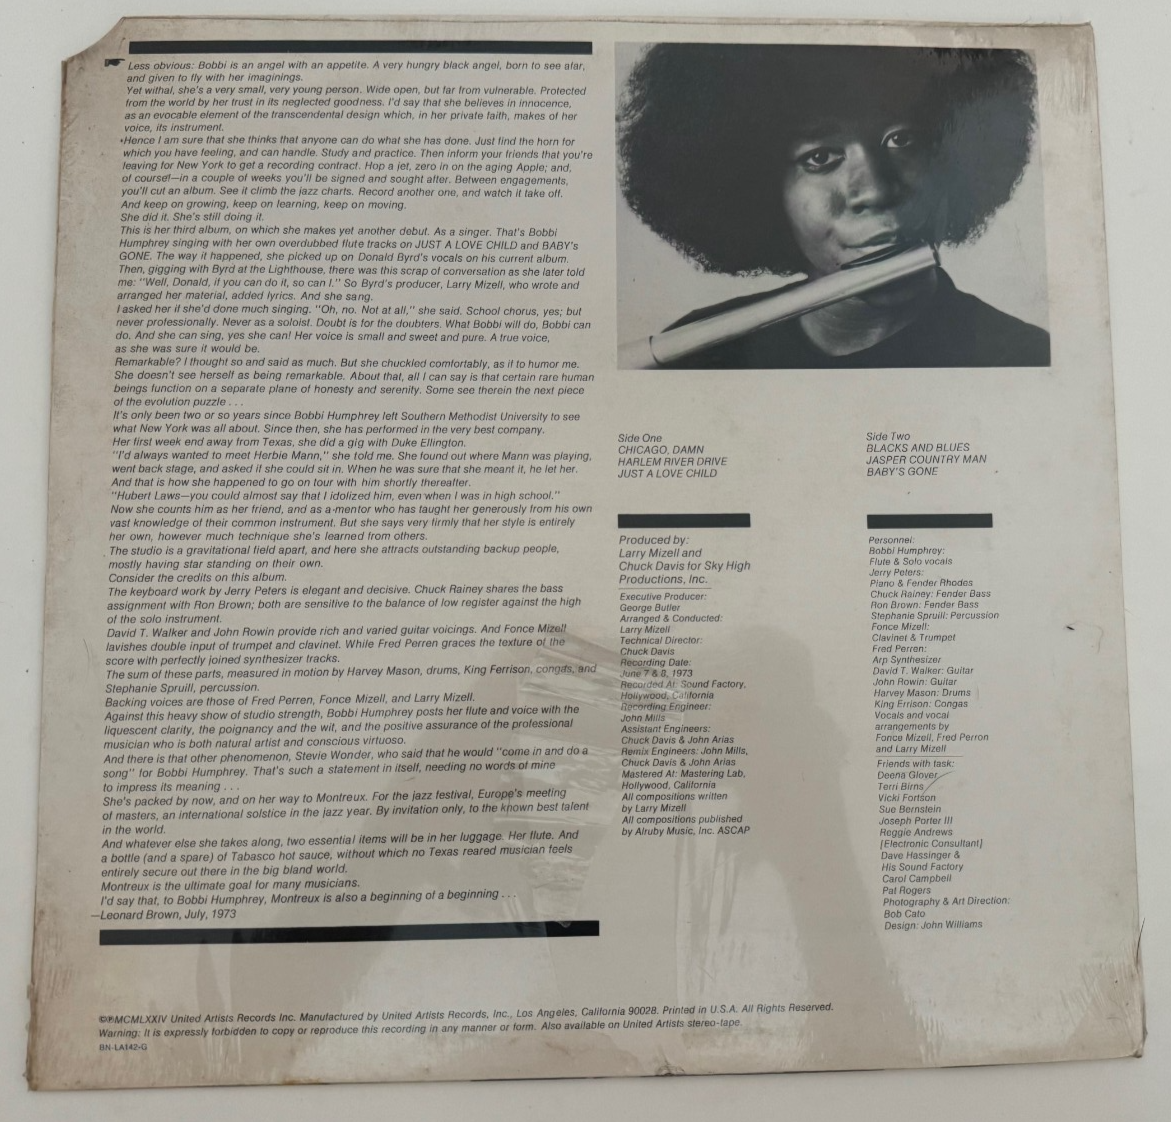 Less obvious: Bobbi is an angel with an appetite. A very hungry black angel, born to see afar,
and given to fly with her imaginings.
Yet withal, she's a very small, very young person. Wide open, but far from vulnerable. Protected
from the world by her trust in its neglected goodness. I'd say that she believes in innocence,
as an evocable element of the transcendental design which, in her private faith, makes of her
voice, its instrument.
Hence I am sure that she thinks that anyone can do what she has done. Just find the horn for
which you have feeling, and can handle. Study and practice. Then inform your friends that you're
leaving for New York to get a recording contract. Hop a jet, zero in on the aging Apple; and,
of course!—in a couple of weeks you'll be signed and sought after. Between engagements,
you'll cut an album. See it climb the jazz charts. Record another one, and watch it take off.
And keep on growing, keep on learning, keep on moving.
She did it. She's still doing it.
This is her third album, on which she makes yet another debut. As a singer. That's Bobbi
Humphrey singing with her own overdubbed flute tracks on JUST A LOVE CHILD and BABY's
GONE. The way it happened, she picked up on Donald Byrd's vocals on his current album.
Then, gigging with Byrd at the Lighthouse, there was this scrap of conversation as she later told
me: "Well, Donald, if you can do it, so can I." So Byrd's producer, Larry Mizell, who wrote and
arranged her material, added lyrics. And she sang.
I asked her if she'd done much singing. "Oh, no. Not at all," she said. School chorus, yes; but
never professionally. Never as a soloist. Doubt is for the doubters. What Bobbi will do, Bobbi can
do. And she can sing, yes she can! Her voice is small and sweet and pure. A true voice,
as she was sure it would be.
Remarkable? I thought so and said as much. But she chuckled comfortably, as if to humor me.
She doesn't see herself as being remarkable. About that, all I can say is that certain rare human
beings function on a separate plane of honesty and serenity. Some see therein the next piece
of the evolution puzzle . . .
It's only been two or so years since Bobbi Humphrey left Southern Methodist University to see
what New York was all about. Since then, she has performed in the very best company.
Her first week end away from Texas, she did a gig with Duke Ellington.
"I'd always wanted to meet Herbie Mann," she told me. She found out where Mann was playing,
went back stage, and asked if she could sit in. When he was sure that she meant it, he let her.
And that is how she happened to go on tour with him shortly thereafter.
"Hubert Laws—you could almost say that I idolized him, even when I was in high school."
Now she counts him as her friend, and as a mentor who has taught her generously from his own
vast knowledge of their common instrument. But she says very firmly that her style is entirely
her own, however much technique she's learned from others.
The studio is a gravitational field apart, and here she attracts outstanding backup people,
mostly having star standing on their own.
Consider the credits on this album.
The keyboard work by Jerry Peters is elegant and decisive. Chuck Rainey shares the bass
assignment with Ron Brown; both are sensitive to the balance of low register against the high
of the solo instrument.
David T. Walker and John Rowin provide rich and varied guitar voicings. And Fonce Mizell
lavishes double input of trumpet and clavinet. While Fred Perren graces the texture of the
score with perfectly joined synthesizer tracks.
The sum of these parts, measured in motion by Harvey Mason, drums, King Ferrison, congas, and
Stephanie Spruill, percussion.
Backing voices are those of Fred Perren, Fonce Mizell, and Larry Mizell.
Against this heavy show of studio strength, Bobbi Humphrey posts her flute and voice with the
liquescent clarity, the poignancy and the wit, and the positive assurance of the professional
musician who is both natural artist and conscious virtuoso.
And there is that other phenomenon, Stevie Wonder, who said that he would "come in and do a
song" for Bobbi Humphrey. That's such a statement in itself, needing no words of mine
to impress its meaning . . .
She's packed by now, and on her way to Montreux. For the jazz festival, Europe's meeting
of masters, an international solstice in the jazz year. By invitation only, to the known best talent
in the world.
And whatever else she takes along, two essential items will be in her luggage. Her flute. And
a bottle (and a spare) of Tabasco hot sauce, without which no Texas reared musician feels
entirely secure out there in the big bland world.
Montreux is the ultimate goal for many musicians.
I'd say that, to Bobbi Humphrey, Montreux is also a beginning of a beginning . . .
—Leonard Brown, July, 1973
Side One
CHICAGO, DAMN
HARLEM RIVER DRIVE
JUST A LOVE CHILD
Side Two
BLACKS AND BLUES
JASPER COUNTRY MAN
BABY'S GONE
Produced by:
Larry Mizell and
Chuck Davis for Sky High
Productions, Inc.
Executive Producer:
George Butler
Arranged & Conducted:
Larry Mizell
Technical Director:
Chuck Davis
Recording Date:
June 7 & 8, 1973
Recorded At: Sound Factory,
Hollywood, California
Recording Engineer:
John Mills
Assistant Engineers:
Chuck Davis & John Arias
Remix Engineers: John Mills,
Chuck Davis & John Arias
Mastered At: Mastering Lab,
Hollywood, California
All compositions written
by Larry Mizell
All compositions published
by Alruby Music, Inc. ASCAP
Personnel:
Bobbi Humphrey:
Flute & Solo vocals
Jerry Peters:
Piano & Fender Rhodes
Chuck Rainey: Fender Bass
Ron Brown: Fender Bass
Stephanie Spruill: Percussion
Fonce Mizell:
Clavinet & Trumpet
Fred Perren:
Arp Synthesizer
David T. Walker: Guitar
John Rowin: Guitar
Harvey Mason: Drums
King Errison: Congas
Vocals and vocal
arrangements by
Fonce Mizell, Fred Perron
and Larry Mizell
Friends with task:
Deena Glover
Terri Birns
Vicki Fortson
Sue Bernstein
Joseph Porter III
Reggie Andrews
[Electronic Consultant]
Dave Hassinger &
His Sound Factory
Carol Campbell
Pat Rogers
Photography & Art Direction:
Bob Cato
Design: John Williams
©℗MCMLXXIV United Artists Records Inc. Manufactured by United Artists Records, Inc., Los Angeles, California 90028. Printed in U.S.A. All Rights Reserved.
Warning: It is expressly forbidden to copy or reproduce this recording in any manner or form. Also available on United Artists stereo-tape.
BN-LA142-G